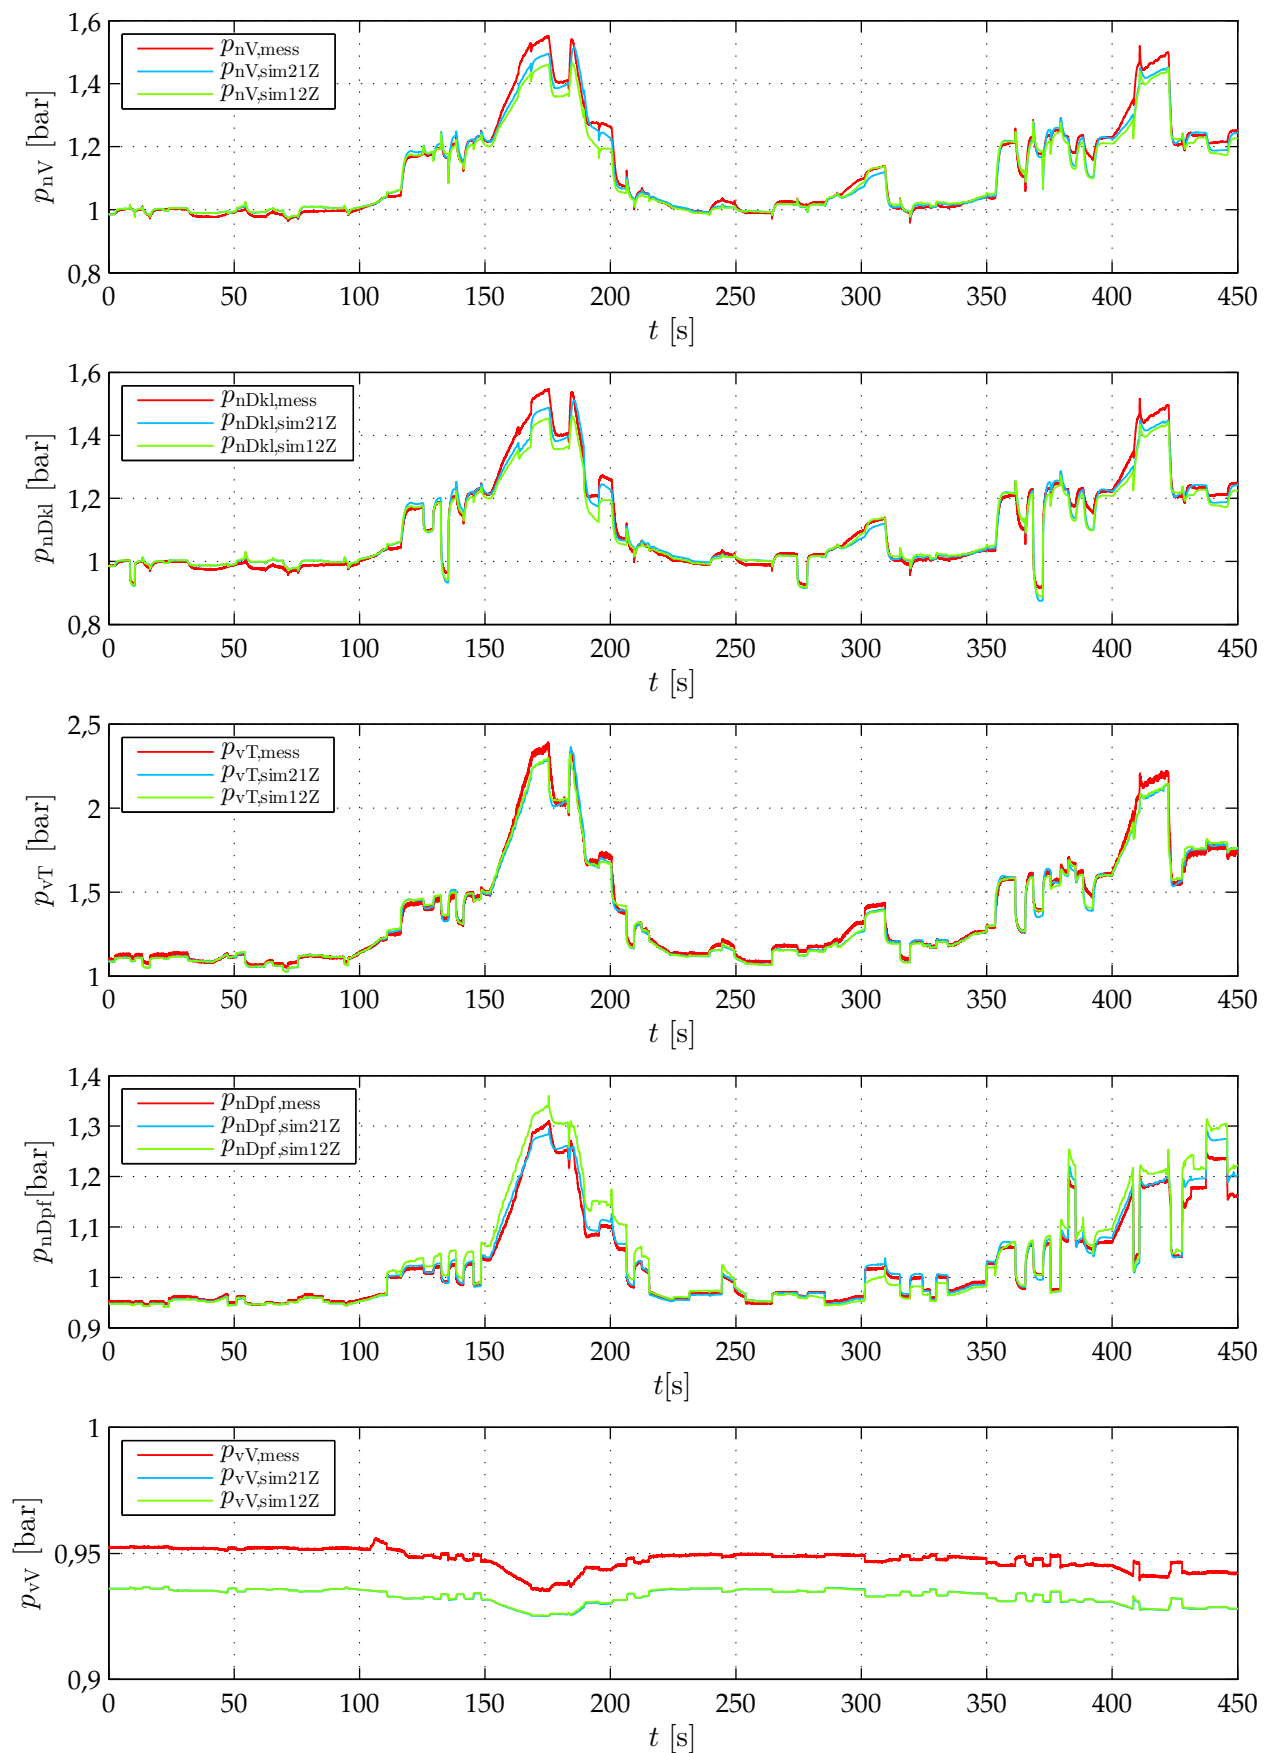 1,6
1,4
1,2
1
0,8
p_nV [bar]
p_nV,mess
p_nV,sim21Z
p_nV,sim12Z
0 50 100 150 200 250 300 350 400 450
t [s]
1,6
1,4
1,2
1
0,8
p_nDkl [bar]
p_nDkl,mess
p_nDkl,sim21Z
p_nDkl,sim12Z
0 50 100 150 200 250 300 350 400 450
t [s]
2,5
2
1,5
1
p_vT [bar]
p_vT,mess
p_vT,sim21Z
p_vT,sim12Z
0 50 100 150 200 250 300 350 400 450
t [s]
1,4
1,3
1,2
1,1
1
0,9
p_nDpf[bar]
p_nDpf,mess
p_nDpf,sim21Z
p_nDpf,sim12Z
0 50 100 150 200 250 300 350 400 450
t[s]
1
0,95
0,9
p_vV [bar]
p_vV,mess
p_vV,sim21Z
p_vV,sim12Z
0 50 100 150 200 250 300 350 400 450
t [s]